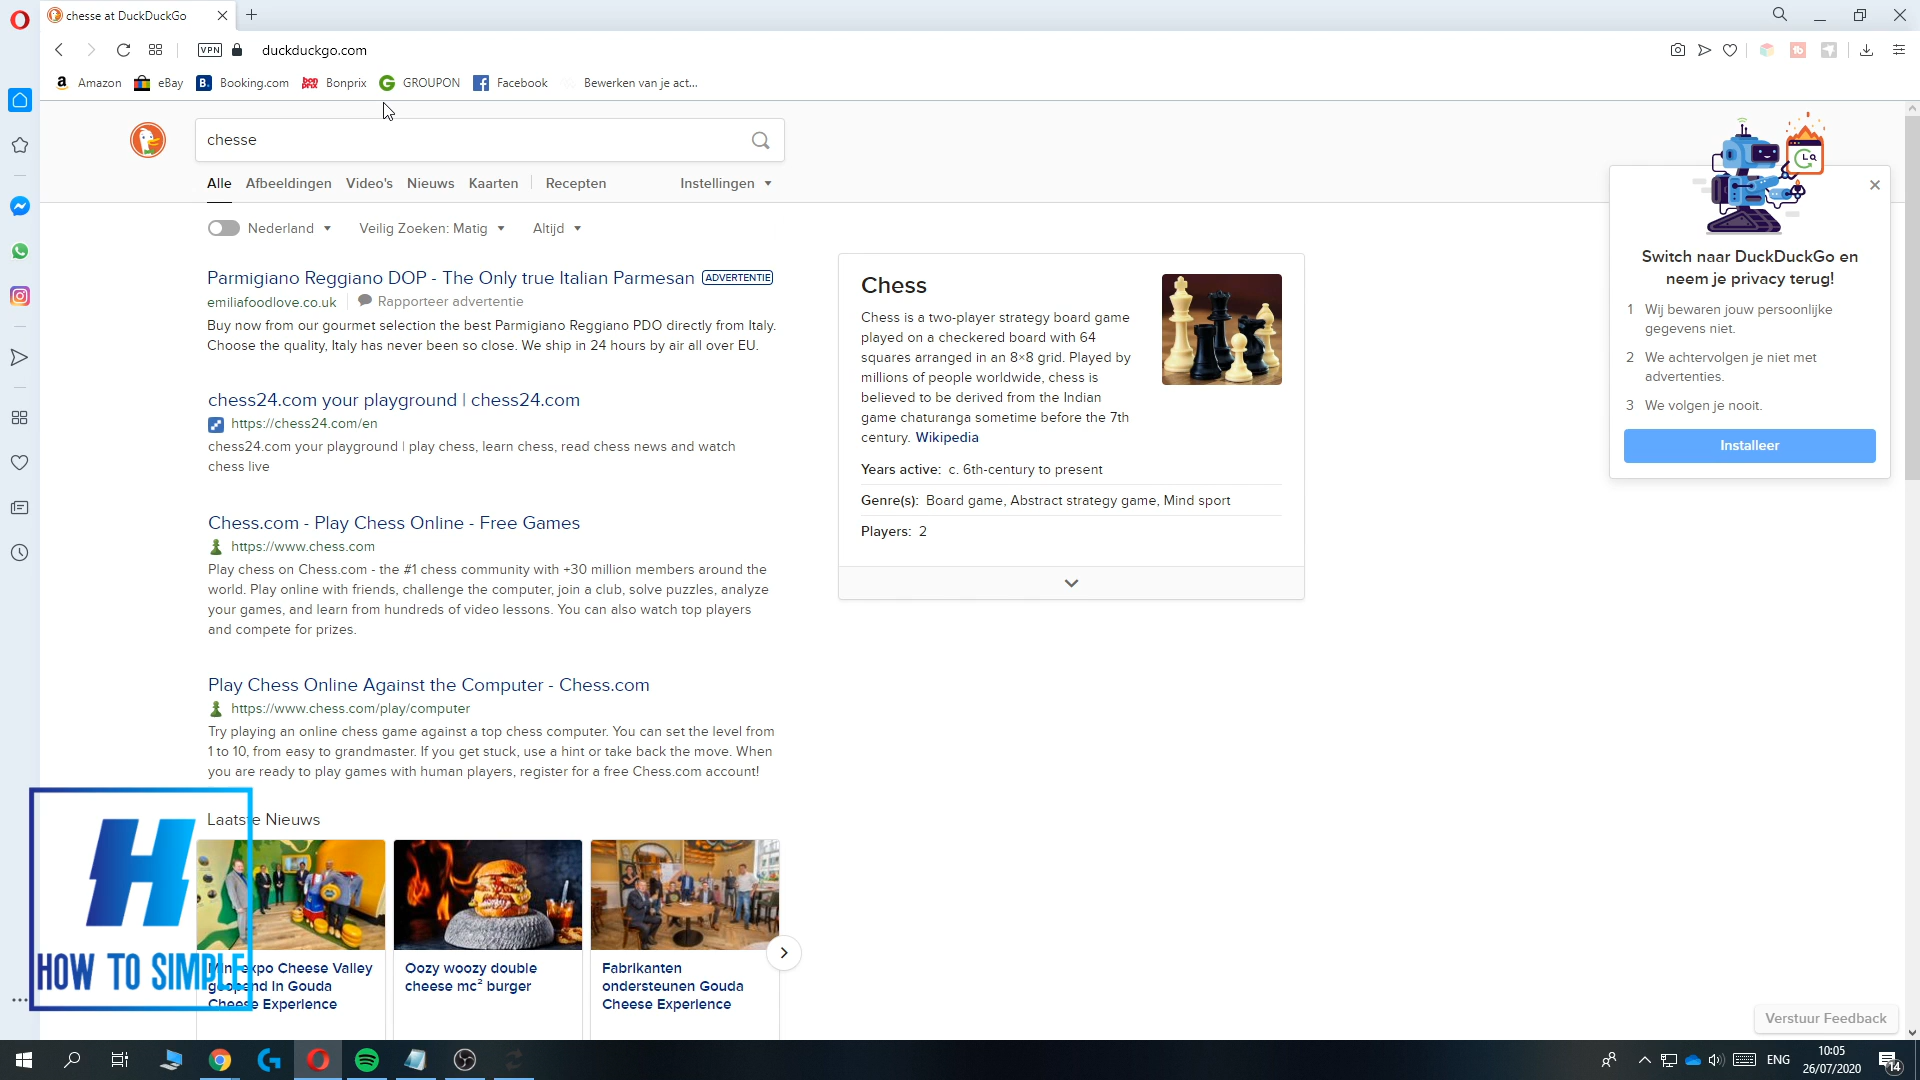 chesse at DuckDuckGo
VPN
duckduckgo.com
Amazon
eBay
Booking.com
Bonprix
GROUPON
Facebook
Bewerken van je act...
chesse
Alle
Afbeeldingen
Video's
Nieuws
Kaarten
Recepten
Instellingen
Nederland
Veilig Zoeken: Matig
Altijd
Parmigiano Reggiano DOP - The Only true Italian Parmesan ADVERTENTIE
emiliafoodlove.co.uk Rapporteer advertentie
Buy now from our gourmet selection the best Parmigiano Reggiano PDO directly from Italy.
Choose the quality, Italy has never been so close. We ship in 24 hours by air all over EU.
chess24.com your playground | chess24.com
https://chess24.com/en
chess24.com your playground | play chess, learn chess, read chess news and watch
chess live
Chess.com - Play Chess Online - Free Games
https://www.chess.com
Play chess on Chess.com - the #1 chess community with +30 million members around the
world. Play online with friends, challenge the computer, join a club, solve puzzles, analyze
your games, and learn from hundreds of video lessons. You can also watch top players
and compete for prizes.
Play Chess Online Against the Computer - Chess.com
https://www.chess.com/play/computer
Try playing an online chess game against a top chess computer. You can set the level from
1 to 10, from easy to grandmaster. If you get stuck, use a hint or take back the move. When
you are ready to play games with human players, register for a free Chess.com account!
Laatste Nieuws
Expo Cheese Valley
geopend In Gouda
Cheese Experience
Oozy woozy double
cheese mc² burger
Fabrikanten
ondersteunen Gouda
Cheese Experience
Chess
Chess is a two-player strategy board game
played on a checkered board with 64
squares arranged in an 8×8 grid. Played by
millions of people worldwide, chess is
believed to be derived from the Indian
game chaturanga sometime before the 7th
century. Wikipedia
Years active: c. 6th-century to present
Genre(s): Board game, Abstract strategy game, Mind sport
Players: 2
Switch naar DuckDuckGo en
neem je privacy terug!
1 Wij bewaren jouw persoonlijke
gegevens niet.
2 We achtervolgen je niet met
advertenties.
3 We volgen je nooit.
Installeer
Verstuur Feedback
H
HOW TO SIMPLE
ENG
10:05
26/07/2020
14